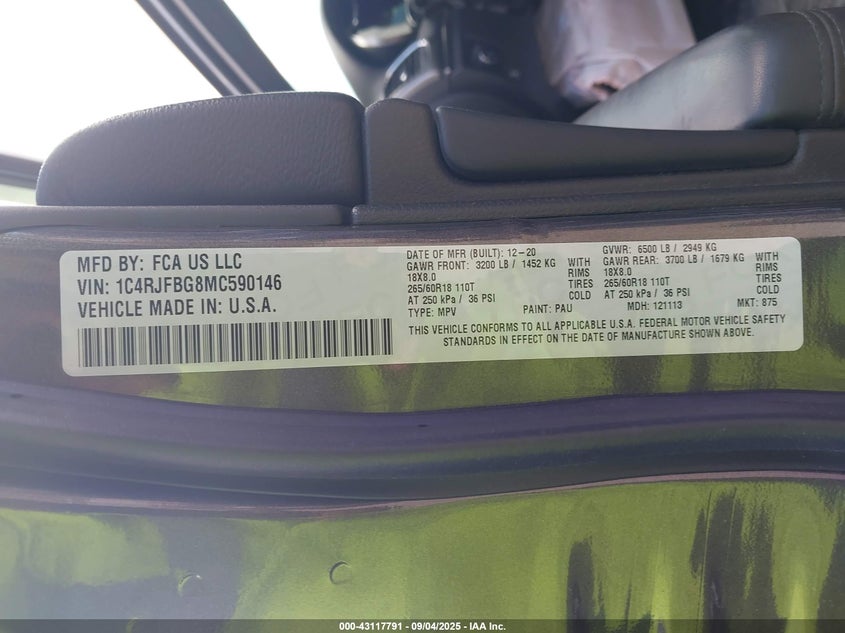 MFD BY: FCA US LLC
VIN: 1C4RJFBG8MC590146
VEHICLE MADE IN: U.S.A.
DATE OF MFR (BUILT): 12-20
GAWR FRONT: 3200 LB / 1452 KG WITH
18X8.0 RIMS
265/60R18 110T TIRES
AT 250 kPal / 36 PSI COLD
TYPE: MPV PAINT: PAU
GVWR: 6500 LB / 2949 KG
GAWR REAR: 3700 LB / 1679 KG WITH
18X8.0 RIMS
265/60R18 110T TIRES
AT 250 kPal / 36 PSI COLD
MDH: 121113 MKT: 875
THIS VEHICLE CONFORMS TO ALL APPLICABLE U.S.A. FEDERAL MOTOR VEHICLE SAFETY
STANDARDS IN EFFECT ON THE DATE OF MANUFACTURE SHOWN ABOVE.
000-43117791 - 09/04/2025 - IAA Inc.